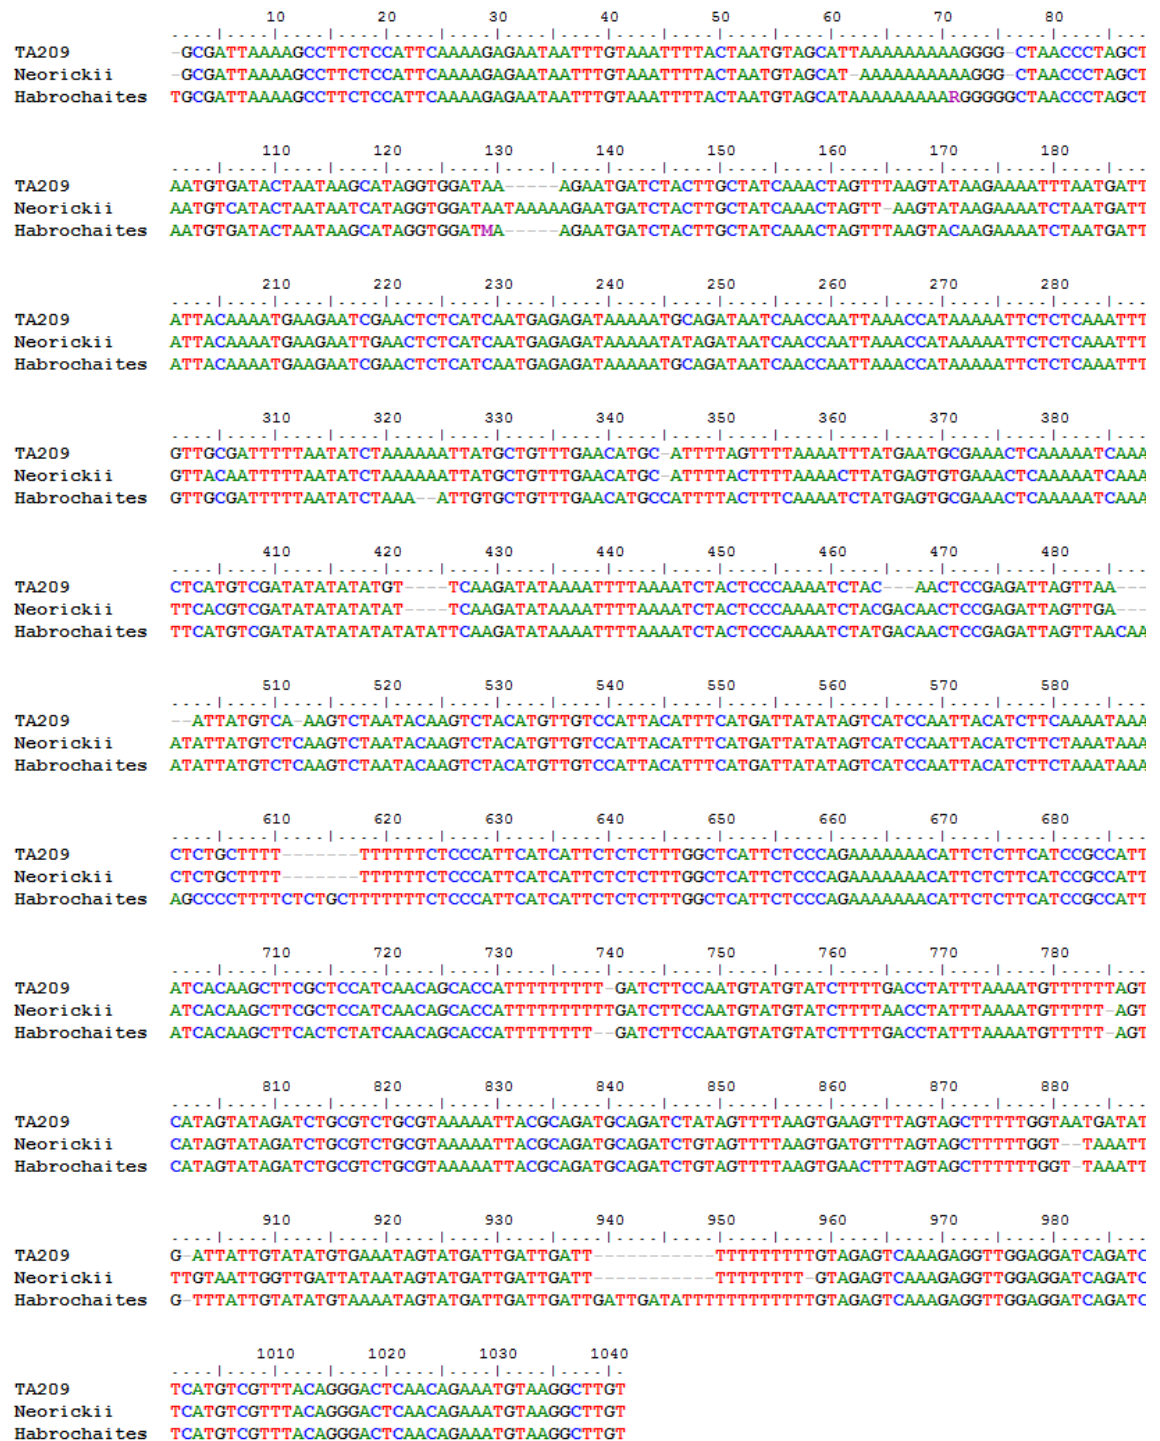 10 20 30 40 50 60 70 80
....|....|....|....|....|....|....|....|....|....|....|....|....|....|....|....|....|...
TA209 -GCGATTAAAAGCCTTCTCCATTCAAAAGAGAATAATTTGTAAATTTTACTAATGTAGCATTAAAAAAAAAGGGG-CTAACCCTAGCT
Neorickii -GCGATTAAAAGCCTTCTCCATTCAAAAGAGAATAATTTGTAAATTTTACTAATGTAGCAT-AAAAAAAAAAGGG-CTAACCCTAGCT
Habrochaites TGCGATTAAAAGCCTTCTCCATTCAAAAGAGAATAATTTGTAAATTTTACTAATGTAGCATAAAAAAAAARGGGGGCTAACCCTAGCT
110 120 130 140 150 160 170 180
....|....|....|....|....|....|....|....|....|....|....|....|....|....|....|....|....|...
TA209 AATGTGATACTAATAAGCATAGGTGGATAA-----AGAATGATCTACTTGCTATCAAACTAGTTTAAGTATAAGAAAATTTAATGATT
Neorickii AATGTCATACTAATAATCATAGGTGGATAATAAAAAGAATGATCTACTTGCTATCAAACTAGTT-AAGTATAAGAAAATCTAATGATT
Habrochaites AATGTGATACTAATAAGCATAGGTGGATMA-----AGAATGATCTACTTGCTATCAAACTAGTTTAAGTACAAGAAAATCTAATGATT
210 220 230 240 250 260 270 280
....|....|....|....|....|....|....|....|....|....|....|....|....|....|....|....|....|...
TA209 ATTACAAAATGAAGAATCGAACTCTCATCAATGAGAGATAAAAATGCAGATAATCAACCAATTAAACCATAAAAATTCTCTCAAATTT
Neorickii ATTACAAAATGAAGAATTGAACTCTCATCAATGAGAGATAAAAATATAGATAATCAACCAATTAAACCATAAAAATTCTCTCAAATTT
Habrochaites ATTACAAAATGAAGAATCGAACTCTCATCAATGAGAGATAAAAATGCAGATAATCAACCAATTAAACCATAAAAATTCTCTCAAATTT
310 320 330 340 350 360 370 380
....|....|....|....|....|....|....|....|....|....|....|....|....|....|....|....|....|...
TA209 GTTGCGATTTTTAATATCTAAAAAATTATGCTGTTTGAACATGC-ATTTTAGTTTTAAAATTTATGAATGCGAAACTCAAAAATCAAA
Neorickii GTTACAATTTTTAATATCTAAAAAATTATGCTGTTTGAACATGC-ATTTTACTTTTAAAACTTATGAGTGTGAAACTCAAAAATCAAA
Habrochaites GTTGCGATTTTTAATATCTAAA--ATTGTGCTGTTTGAACATGCCATTTTACTTTCAAAATCTATGAGTGCGAAACTCAAAAATCAAA
410 420 430 440 450 460 470 480
....|....|....|....|....|....|....|....|....|....|....|....|....|....|....|....|....|...
TA209 CTCATGTCGATATATATATGT----TCAAGATATAAAATTTTAAAATCTACTCCCAAAATCTAC---AACTCCGAGATTAGTTAA---
Neorickii TTCACGTCGATATATATATAT----TCAAGATATAAAATTTTAAAATCTACTCCCAAAATCTACGACAACTCCGAGATTAGTTGA---
Habrochaites TTCATGTCGATATATATATATATATTCAAGATATAAAATTTTAAAATCTACTCCCAAAATCTATGACAACTCCGAGATTAGTTAACAA
510 520 530 540 550 560 570 580
....|....|....|....|....|....|....|....|....|....|....|....|....|....|....|....|....|...
TA209 --ATTATGTCA-AAGTCTAATACAAGTCTACATGTTGTCCATTACATTTCATGATTATATAGTCATCCAATTACATCTTCAAAATAAA
Neorickii ATATTATGTCTCAAGTCTAATACAAGTCTACATGTTGTCCATTACATTTCATGATTATATAGTCATCCAATTACATCTTCTAAATAAA
Habrochaites ATATTATGTCTCAAGTCTAATACAAGTCTACATGTTGTCCATTACATTTCATGATTATATAGTCATCCAATTACATCTTCTAAATAAA
610 620 630 640 650 660 670 680
....|....|....|....|....|....|....|....|....|....|....|....|....|....|....|....|....|...
TA209 CTCTGCTTTT-------TTTTTTCTCCCATTCATCATTCTCTCTTTGGCTCATTCTCCCAGAAAAAAACATTCTCTTCATCCGCCATT
Neorickii CTCTGCTTTT-------TTTTTTCTCCCATTCATCATTCTCTCTTTGGCTCATTCTCCCAGAAAAAAACATTCTCTTCATCCGCCATT
Habrochaites AGCCCCTTTTCTCTGCTTTTTTTCTCCCATTCATCATTCTCTCTTTGGCTCATTCTCCCAGAAAAAAACATTCTCTTCATCCGCCATT
710 720 730 740 750 760 770 780
....|....|....|....|....|....|....|....|....|....|....|....|....|....|....|....|....|...
TA209 ATCACAAGCTTCGCTCCATCAACAGCACCATTTTTTTTT-GATCTTCCAATGTATGTATCTTTTGACCTATTTAAAATGTTTTTTAGT
Neorickii ATCACAAGCTTCGCTCCATCAACAGCACCATTTTTTTTTTGATCTTCCAATGTATGTATCTTTTAACCTATTTAAAATGTTTTT-AGT
Habrochaites ATCACAAGCTTCACTCTATCAACAGCACCATTTTTTTT--GATCTTCCAATGTATGTATCTTTTGACCTATTTAAAATGTTTTT-AGT
810 820 830 840 850 860 870 880
....|....|....|....|....|....|....|....|....|....|....|....|....|....|....|....|....|...
TA209 CATAGTATAGATCTGCGTCTGCGTAAAAATTACGCAGATGCAGATCTATAGTTTTAAGTGAAGTTTAGTAGCTTTTTGGTAATGATAT
Neorickii CATAGTATAGATCTGCGTCTGCGTAAAAATTACGCAGATGCAGATCTGTAGTTTTAAGTGATGTTTAGTAGCTTTTTGGT--TAAATT
Habrochaites CATAGTATAGATCTGCGTCTGCGTAAAAATTACGCAGATGCAGATCTGTAGTTTTAAGTGAACTTTAGTAGCTTTTTTGGT-TAAATT
910 920 930 940 950 960 970 980
....|....|....|....|....|....|....|....|....|....|....|....|....|....|....|....|....|...
TA209 G-ATTATTGTATATGTGAAATAGTATGATTGATTGATT-----------TTTTTTTTTGTAGAGTCAAAGAGGTTGGAGGATCAGATC
Neorickii TTGTAATTGGTTGATTATAATAGTATGATTGATTGATT-----------TTTTTTTT-GTAGAGTCAAAGAGGTTGGAGGATCAGATC
Habrochaites G-TTTATTGTATATGTAAAATAGTATGATTGATTGATTGATTGATATTTTTTTTTTTTGTAGAGTCAAAGAGGTTGGAGGATCAGATC
1010 1020 1030 1040
....|....|....|....|....|....|....|....|.
TA209 TCATGTCGTTTACAGGGACTCAACAGAAATGTAAGGCTTGT
Neorickii TCATGTCGTTTACAGGGACTCAACAGAAATGTAAGGCTTGT
Habrochaites TCATGTCGTTTACAGGGACTCAACAGAAATGTAAGGCTTGT